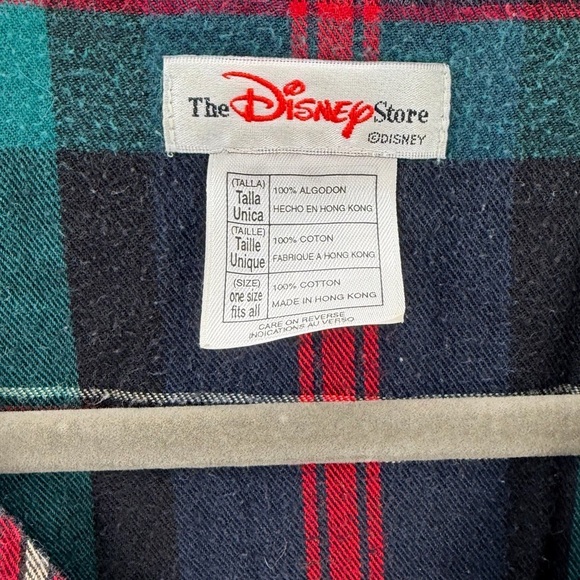 The Disney Store
©DISNEY
(TALLA)
Talla
Unica
100% ALGODON
HECHO EN HONG KONG
(TAILLE)
Taille
Unique
100% COTON
FABRIQUE A HONG KONG
(SIZE)
one size
fits all
100% COTTON
MADE IN HONG KONG
CARE ON REVERSE
INDICATIONS AU VERSO